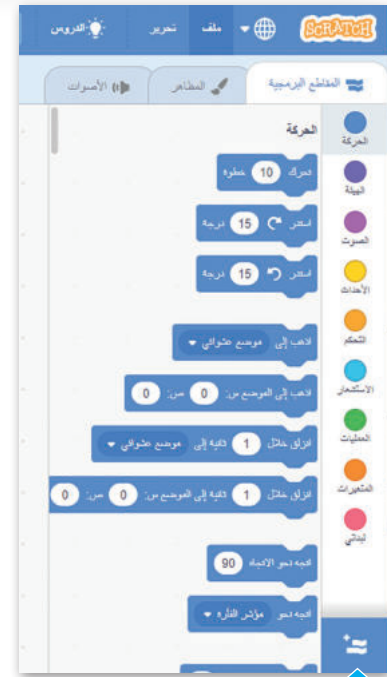 SCRATCH ملف تحرير الدروس
المقاطع البرمجية المظاهر الأصوات
الحركة
الحركة
الهيئة
الصوت
الأحداث
التحكم
الاستشعار
العمليات
المتغيرات
لبناتي
تحرك 10 خطوة
استدر 15 درجة
استدر 15 درجة
اذهب إلى موضع عشوائي
اذهب إلى الموضع س: 0 ص: 0
انزلق خلال 1 ثانية إلى موضع عشوائي
انزلق خلال 1 ثانية إلى الموضع س: 0 ص: 0
اتجه نحو الاتجاه 90
اتجه نحو مؤشر الفأرة